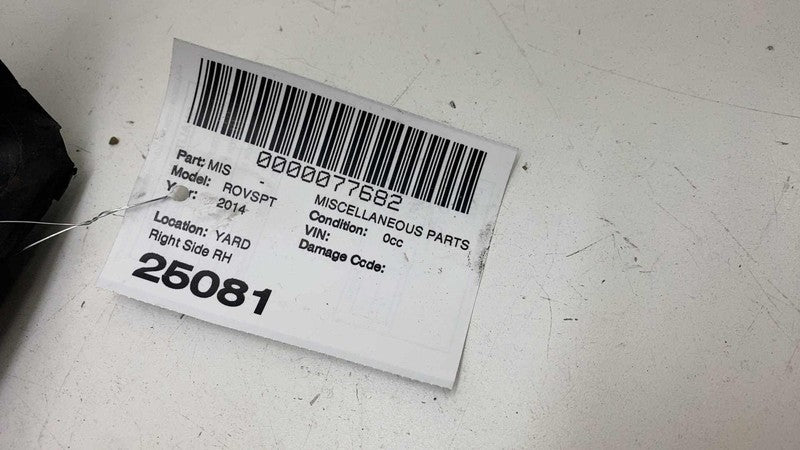 0000077682
Part: MIS - MISCELLANEOUS PARTS
Model: ROVSPT Condition: 0cc
Year: 2014 VIN:
Damage Code:
Location: YARD
Right Side RH
25081